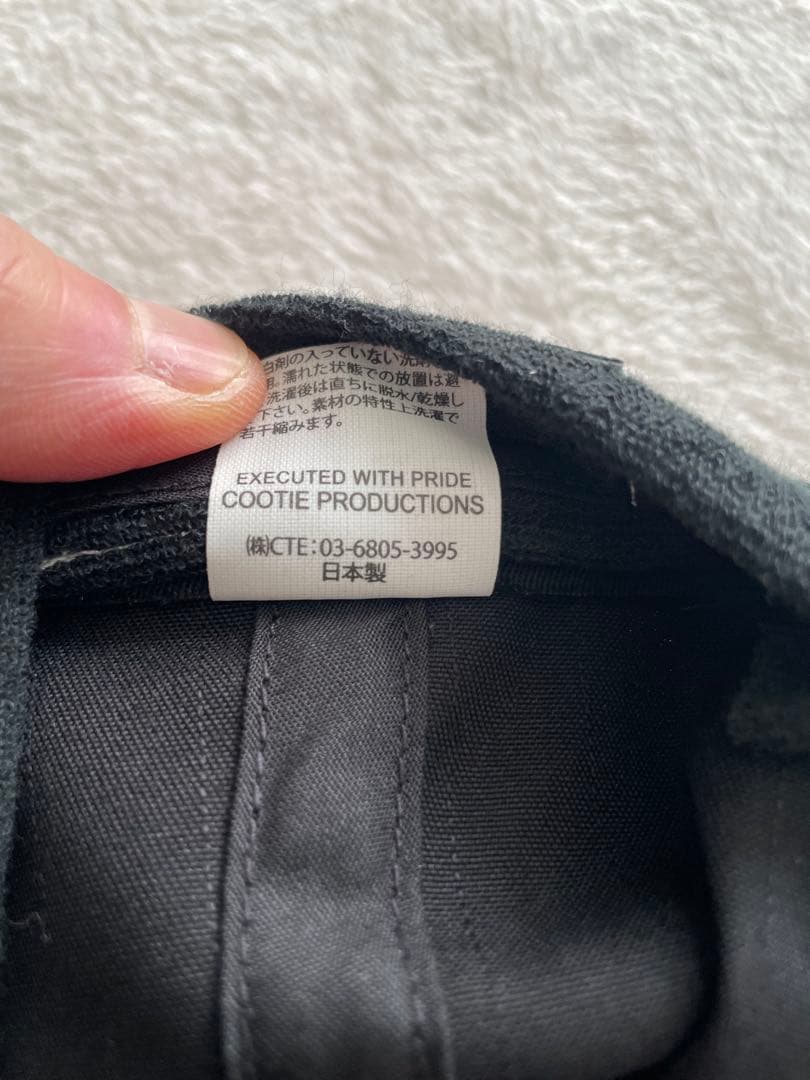 白剤の入っていない洗剤
用。濡れた状態での放置は避
洗濯後は直ちに脱水/乾燥し
下さい。素材の特性上洗濯で
若干縮みます。
EXECUTED WITH PRIDE
COOTIE PRODUCTIONS
㈱CTE:03-6805-3995
日本製